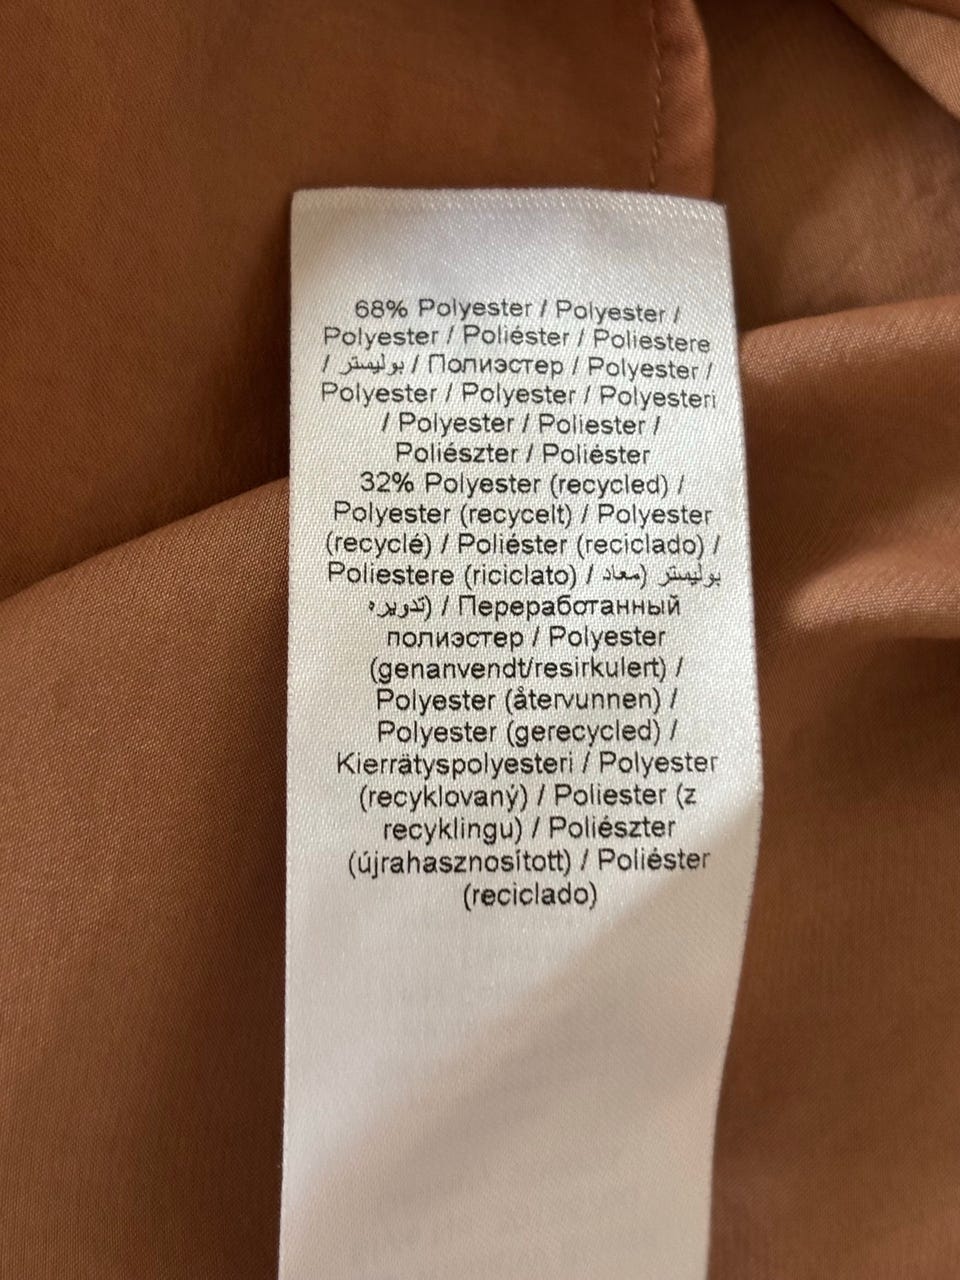 68% Polyester / Polyester /
Polyester / Poliéster / Poliestere
/ بوليستر / Полиэстер / Polyester /
Polyester / Polyester / Polyesteri
/ Polyester / Poliester /
Poliészter / Poliéster
32% Polyester (recycled) /
Polyester (recycelt) / Polyester
(recyclé) / Poliéster (reciclado) /
Poliestere (riciclato) / بوليستر (معاد
تدويره) / Переработанный
полиэстер / Polyester
(genanvendt/resirkulert) /
Polyester (återvunnen) /
Polyester (gerecycled) /
Kierrätyspolyesteri / Polyester
(recyklovaný) / Poliester (z
recyklingu) / Poliészter
(újrahasznosított) / Poliéster
(reciclado)